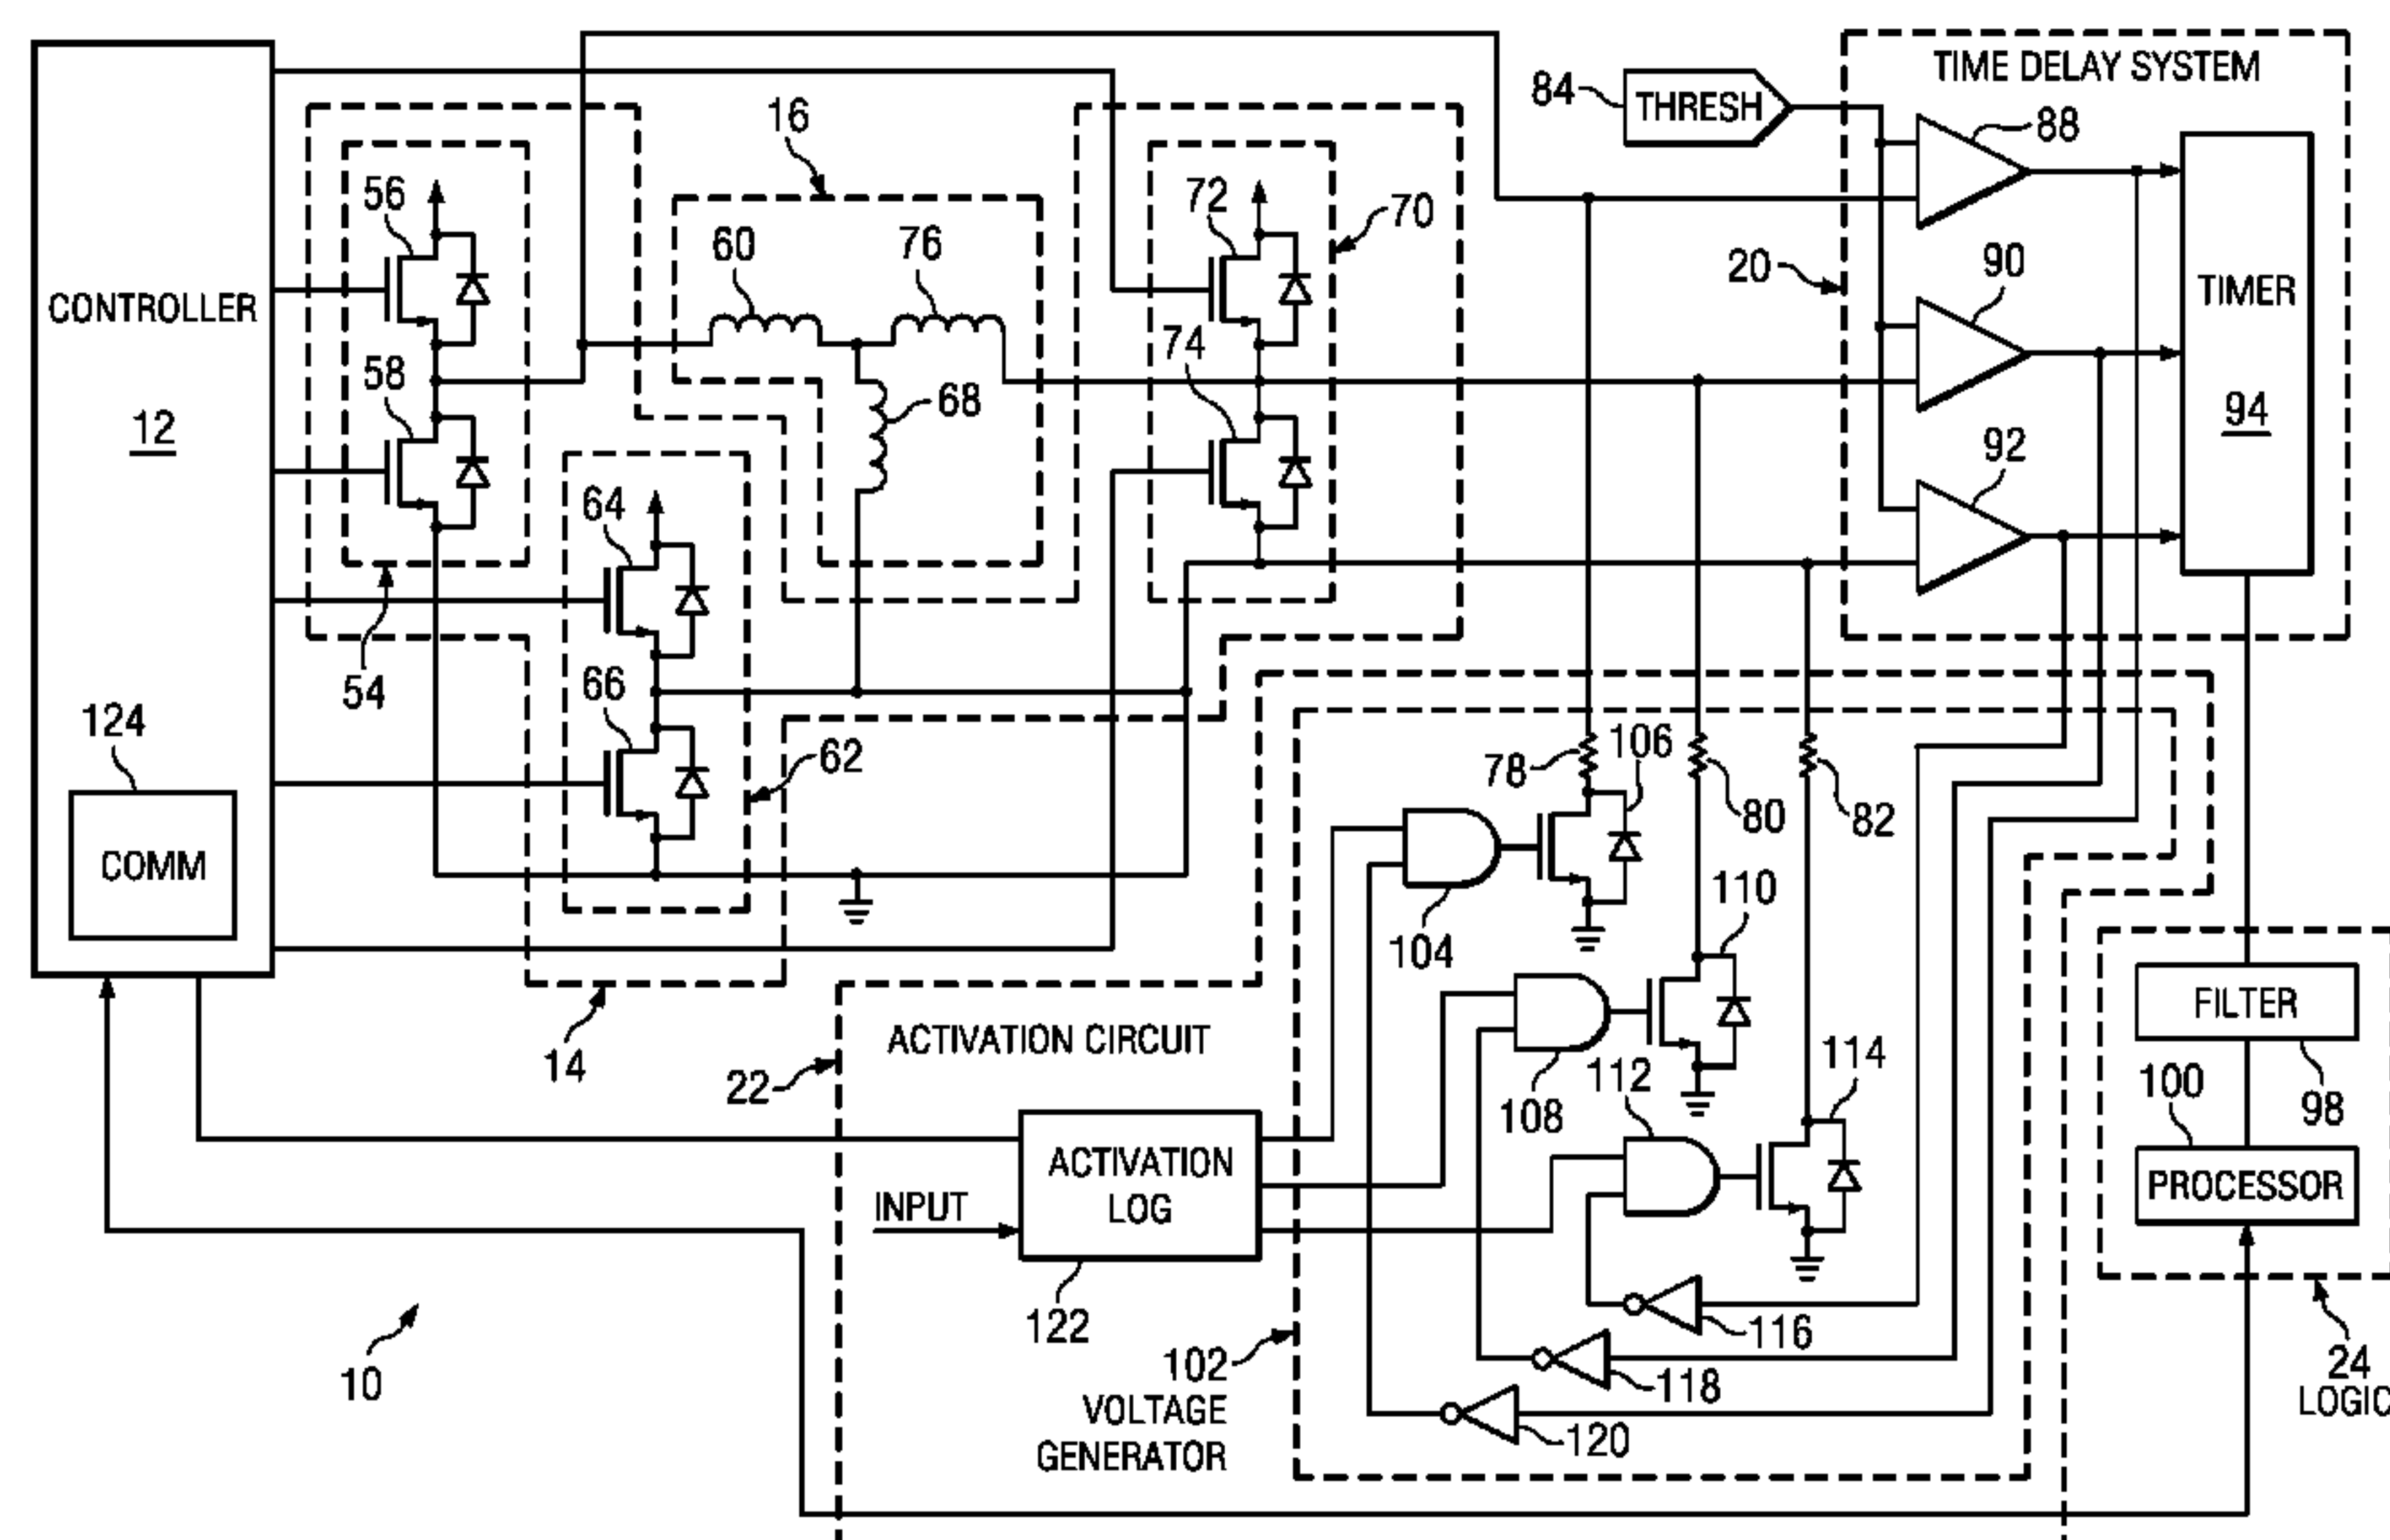 TIME DELAY SYSTEM
84
THRESH
88
16
56
72
70
60
76
20
90
TIMER
CONTROLLER
74
58
68
94
12
92
64
54
66
124
62
106
78
80
82
COMM
110
104
FILTER
ACTIVATION CIRCUIT
14
22
108
112
114
100
98
ACTIVATION
LOG
PROCESSOR
INPUT
122
116
10
102
118
24
LOGIC
VOLTAGE
GENERATOR
120